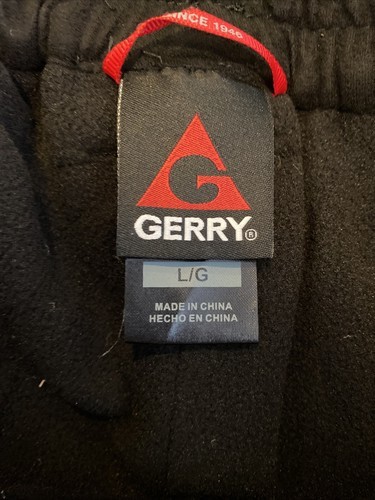 SINCE 1946
G
GERRY®
L/G
MADE IN CHINA
HECHO EN CHINA